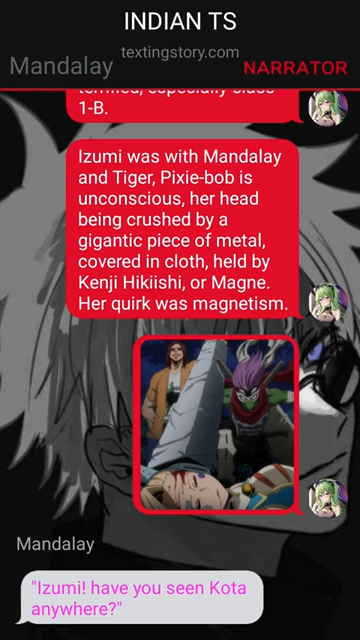 INDIAN TS
textingstory.com
Mandalay NARRATOR
terrified, especially class
1-B.
Izumi was with Mandalay
and Tiger, Pixie-bob is
unconscious, her head
being crushed by a
gigantic piece of metal,
covered in cloth, held by
Kenji Hikiishi, or Magne.
Her quirk was magnetism.
Mandalay
"Izumi! have you seen Kota
anywhere?"